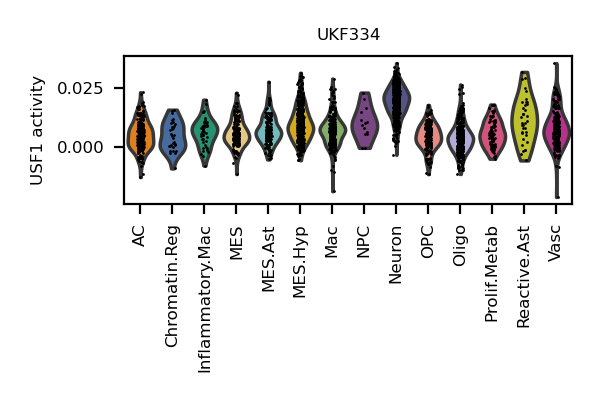 UKF334
USF1 activity
0.025
0.000
AC
Chromatin.Reg
Inflammatory.Mac
MES
MES.Ast
MES.Hyp
Mac
NPC
Neuron
OPC
Oligo
Prolif.Metab
Reactive.Ast
Vasc